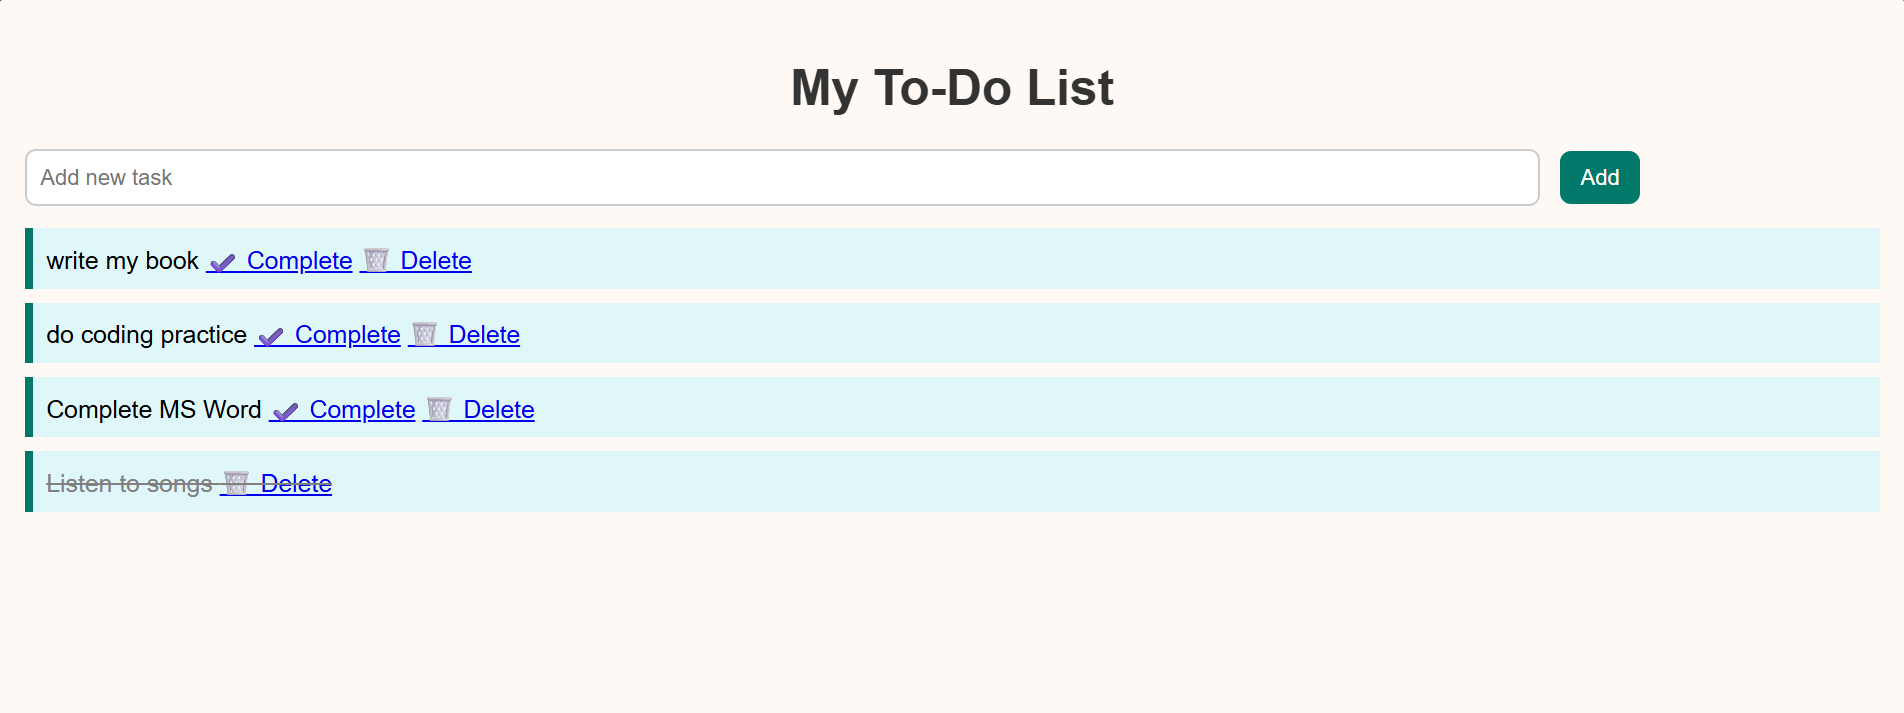 My To-Do List
Add new task
Add
write my book ✔ Complete 🗑 Delete
do coding practice ✔ Complete 🗑 Delete
Complete MS Word ✔ Complete 🗑 Delete
Listen to songs 🗑 Delete